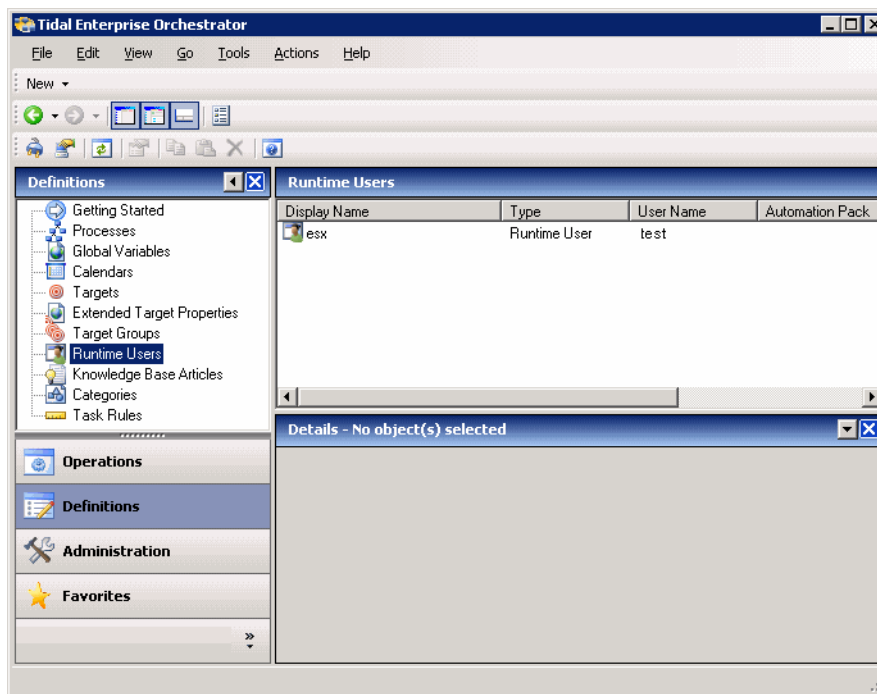 Tidal Enterprise Orchestrator
File Edit View Go Tools Actions Help
New
Definitions
Getting Started
Processes
Global Variables
Calendars
Targets
Extended Target Properties
Target Groups
Runtime Users
Knowledge Base Articles
Categories
Task Rules
Operations
Definitions
Administration
Favorites
Runtime Users
Display Name Type User Name Automation Pack
esx Runtime User test
Details - No object(s) selected